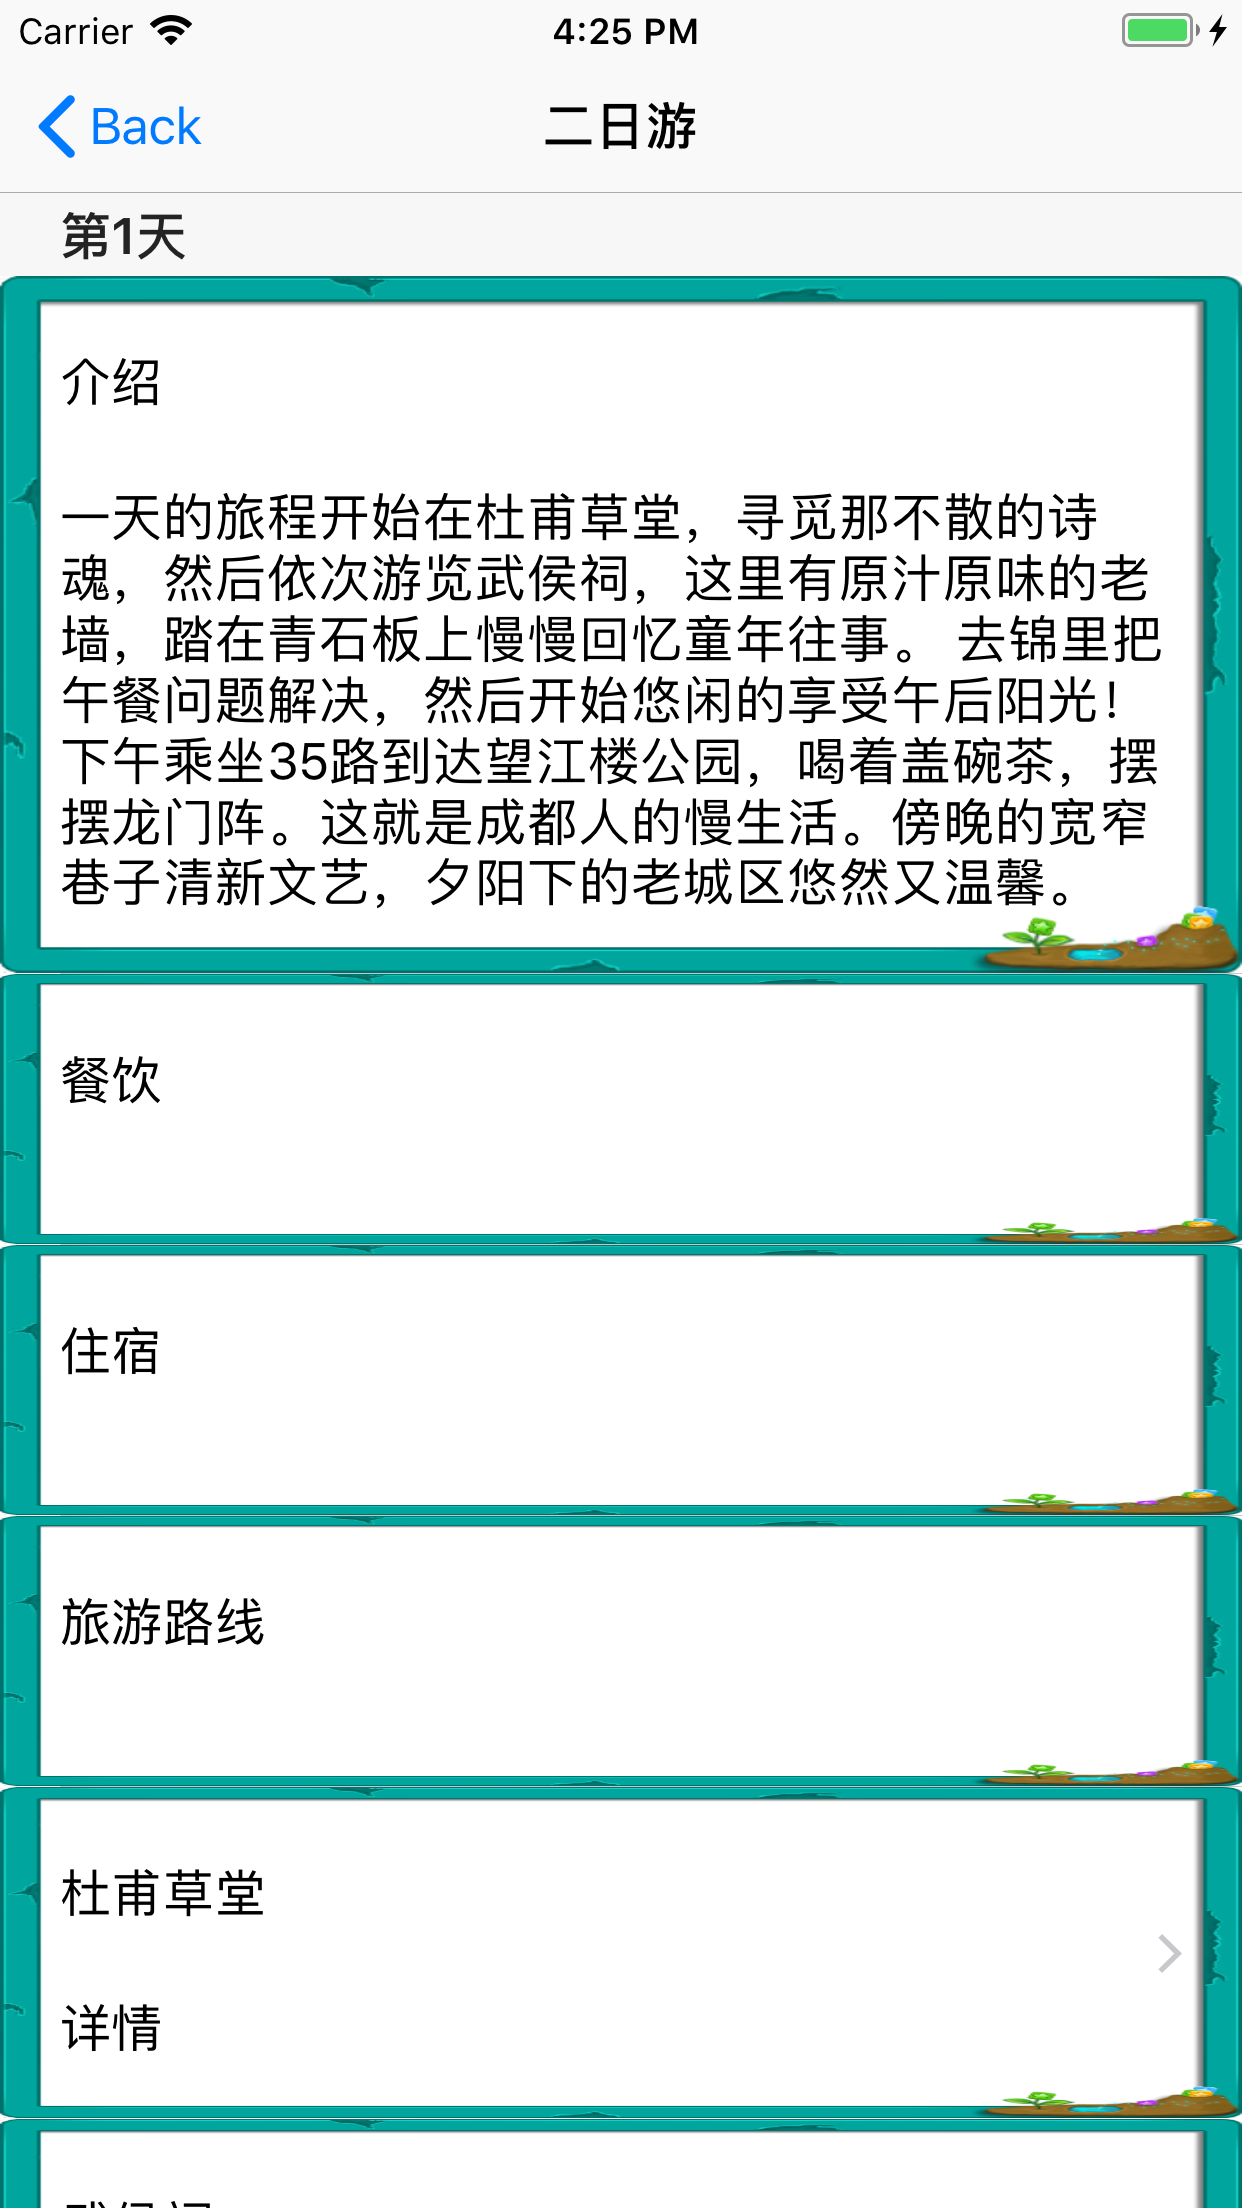 Carrier 4:25 PM
Back 二日游
第1天
介绍
一天的旅程开始在杜甫草堂，寻觅那不散的诗
魂，然后依次游览武侯祠，这里有原汁原味的老
墙，踏在青石板上慢慢回忆童年往事。 去锦里把
午餐问题解决，然后开始悠闲的享受午后阳光！
下午乘坐35路到达望江楼公园，喝着盖碗茶，摆
摆龙门阵。这就是成都人的慢生活。傍晚的宽窄
巷子清新文艺，夕阳下的老城区悠然又温馨。
餐饮
住宿
旅游路线
杜甫草堂
详情